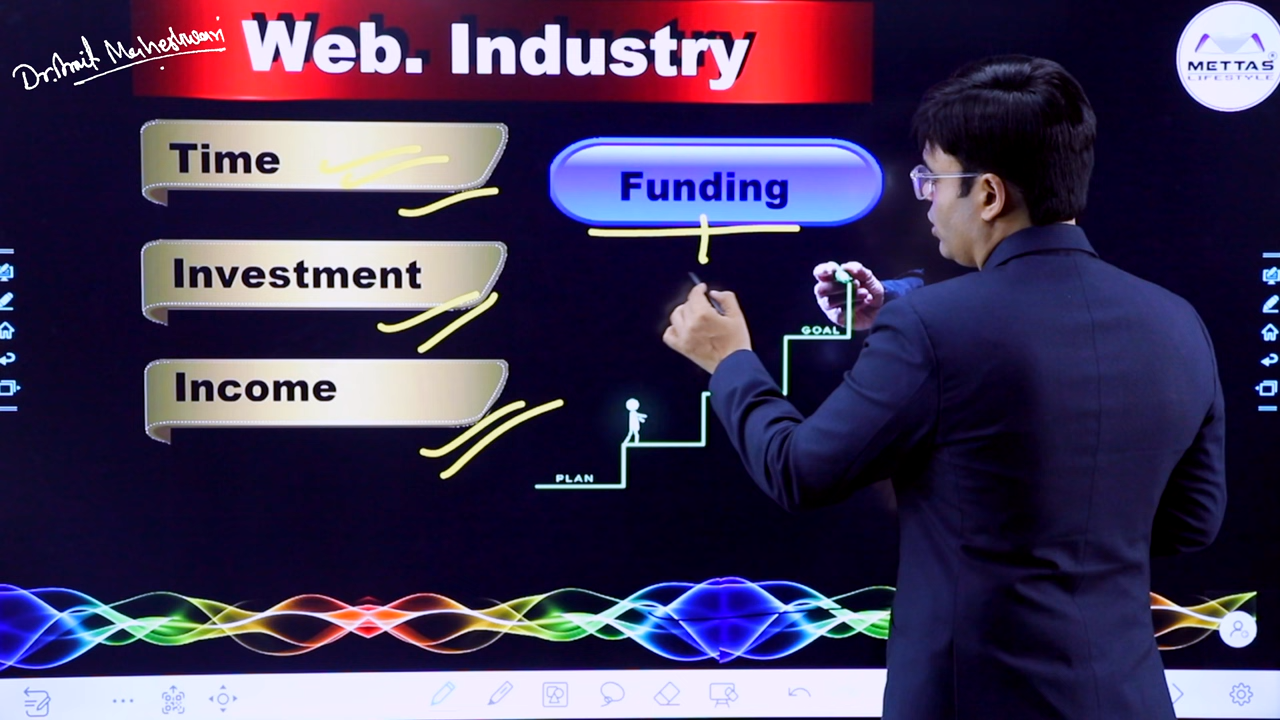 Web. Industry
Dr. Amit Maheshwari
METTAS
LIFESTYLE
Time
Funding
Investment
GOAL
Income
PLAN